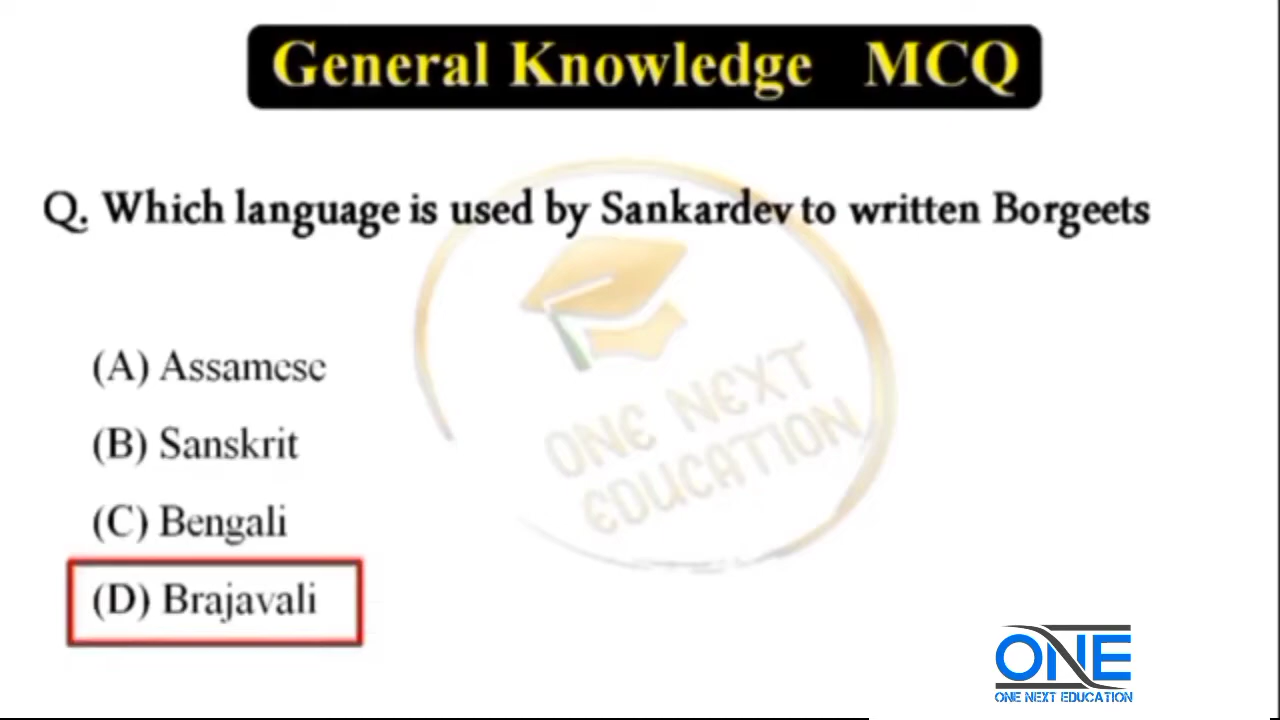 General Knowledge MCQ
Q. Which language is used by Sankardev to written Borgeets
(A) Assamese
(B) Sanskrit
(C) Bengali
(D) Brajavali
ONE NEXT
EDUCATION
ONE
ONE NEXT EDUCATION